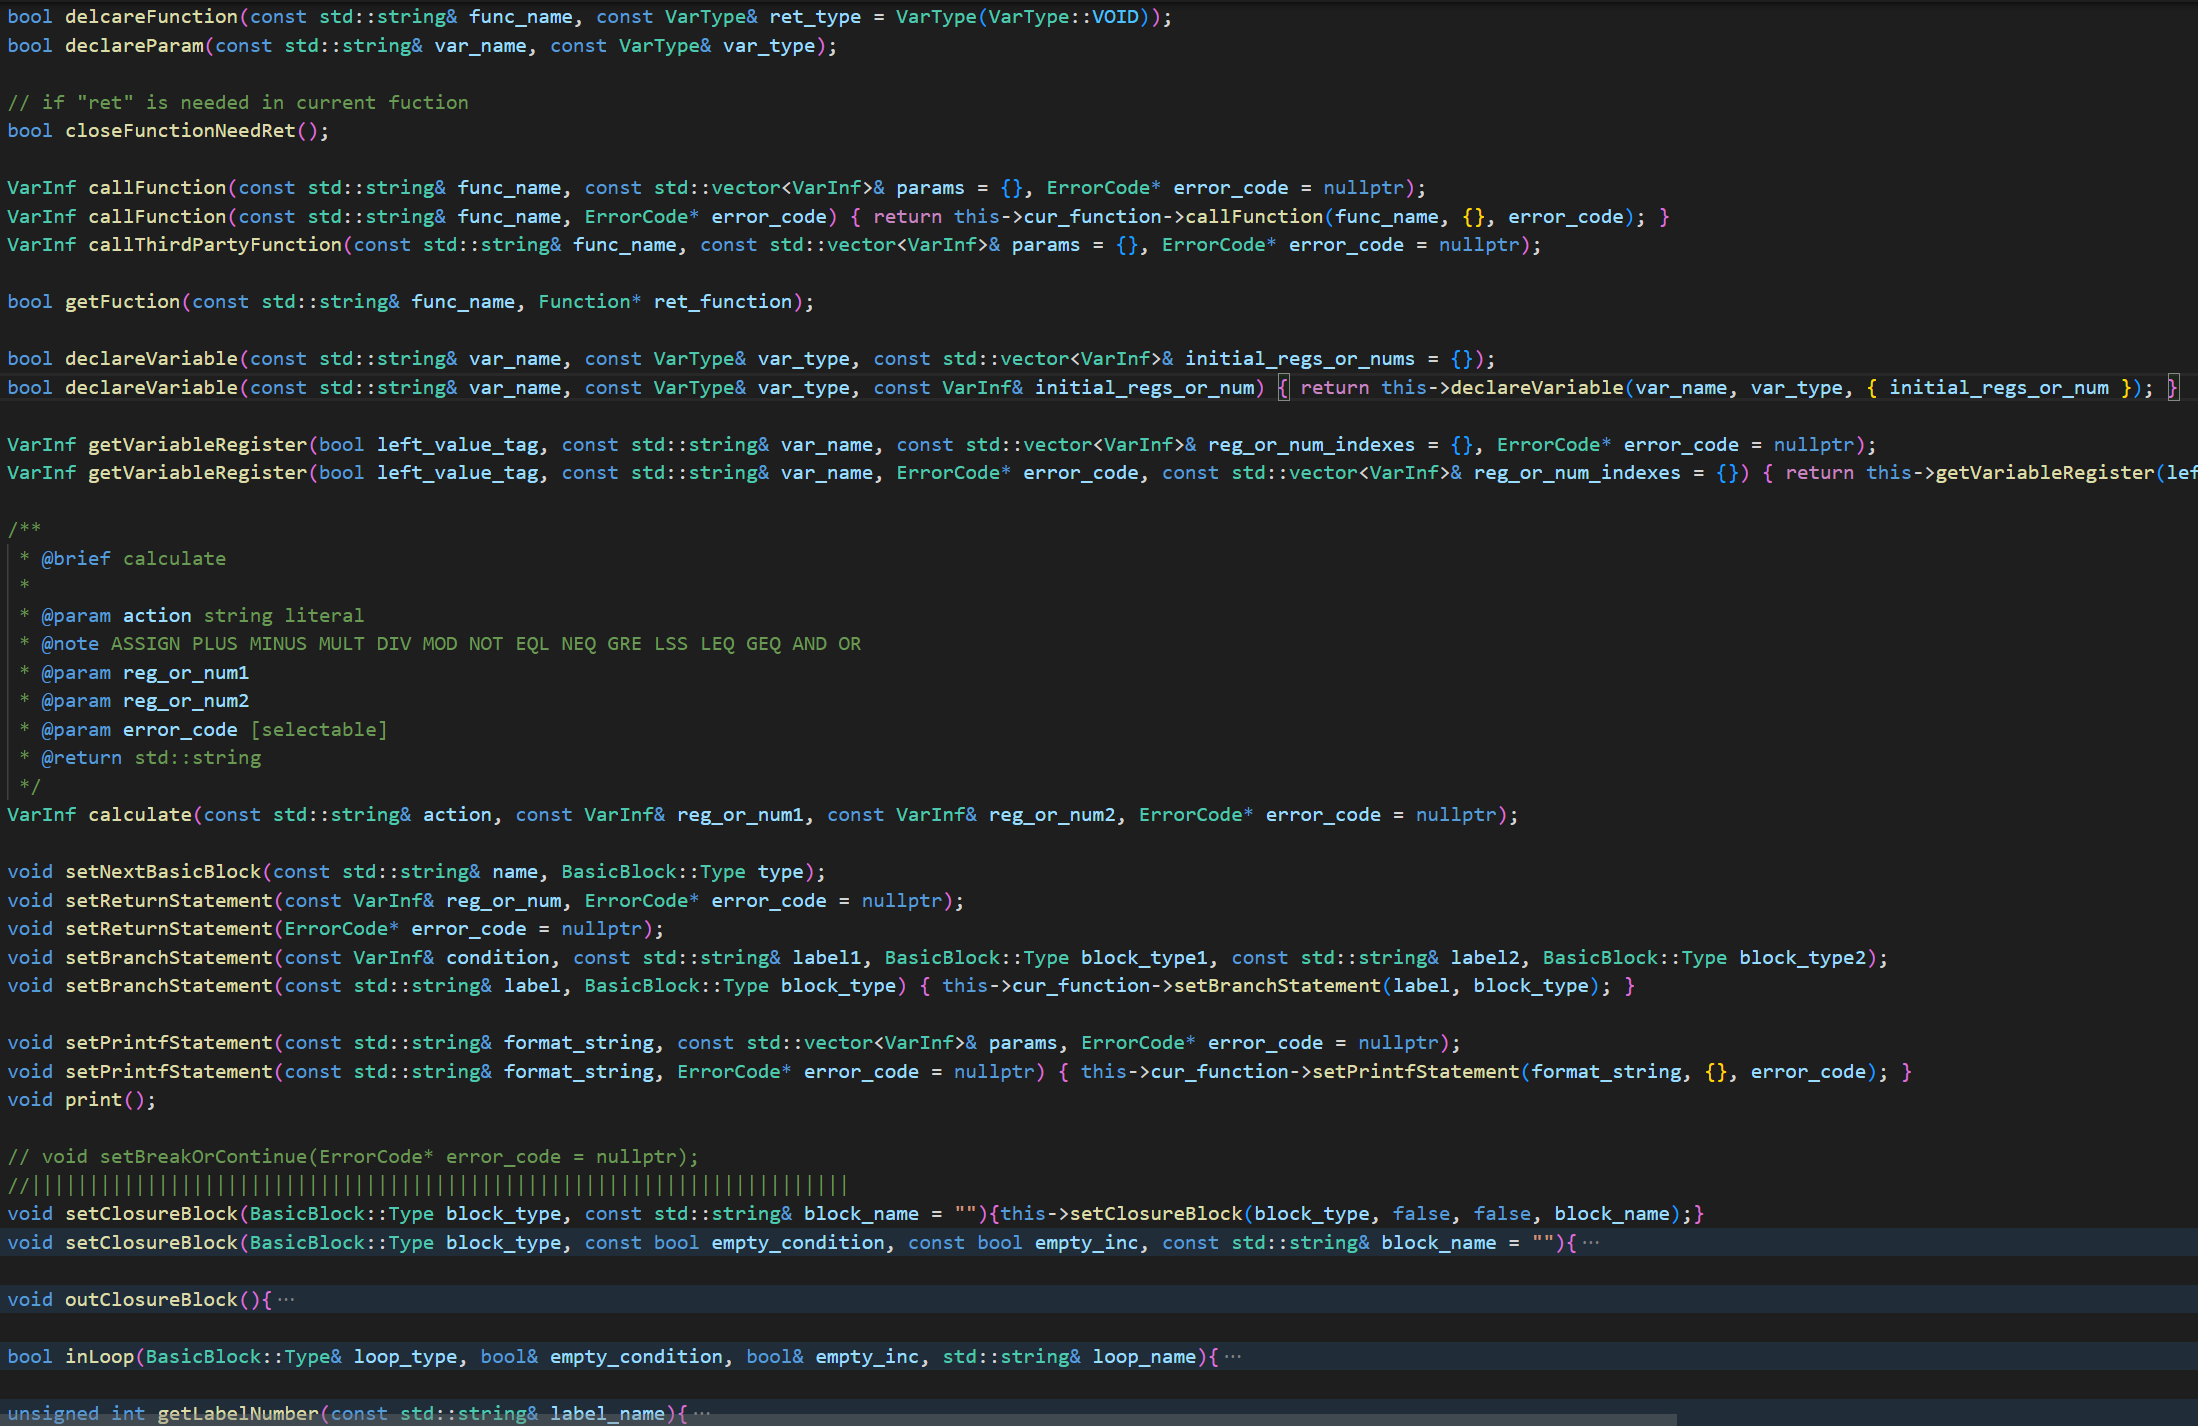 bool delcareFunction(const std::string& func_name, const VarType& ret_type = VarType(VarType::VOID));
bool declareParam(const std::string& var_name, const VarType& var_type);
// if "ret" is needed in current fuction
bool closeFunctionNeedRet();
VarInf callFunction(const std::string& func_name, const std::vector<VarInf>& params = {}, ErrorCode* error_code = nullptr);
VarInf callFunction(const std::string& func_name, ErrorCode* error_code) { return this->cur_function->callFunction(func_name, {}, error_code); }
VarInf callThirdPartyFunction(const std::string& func_name, const std::vector<VarInf>& params = {}, ErrorCode* error_code = nullptr);
bool getFuction(const std::string& func_name, Function* ret_function);
bool declareVariable(const std::string& var_name, const VarType& var_type, const std::vector<VarInf>& initial_regs_or_nums = {});
bool declareVariable(const std::string& var_name, const VarType& var_type, const VarInf& initial_regs_or_num) { return this->declareVariable(var_name, var_type, { initial_regs_or_num }); }
VarInf getVariableRegister(bool left_value_tag, const std::string& var_name, const std::vector<VarInf>& reg_or_num_indexes = {}, ErrorCode* error_code = nullptr);
VarInf getVariableRegister(bool left_value_tag, const std::string& var_name, ErrorCode* error_code, const std::vector<VarInf>& reg_or_num_indexes = {}) { return this->getVariableRegister(lef
/**
* @brief calculate
*
* @param action string literal
* @note ASSIGN PLUS MINUS MULT DIV MOD NOT EQL NEQ GRE LSS LEQ GEQ AND OR
* @param reg_or_num1
* @param reg_or_num2
* @param error_code [selectable]
* @return std::string
*/
VarInf calculate(const std::string& action, const VarInf& reg_or_num1, const VarInf& reg_or_num2, ErrorCode* error_code = nullptr);
void setNextBasicBlock(const std::string& name, BasicBlock::Type type);
void setReturnStatement(const VarInf& reg_or_num, ErrorCode* error_code = nullptr);
void setReturnStatement(ErrorCode* error_code = nullptr);
void setBranchStatement(const VarInf& condition, const std::string& label1, BasicBlock::Type block_type1, const std::string& label2, BasicBlock::Type block_type2);
void setBranchStatement(const std::string& label, BasicBlock::Type block_type) { this->cur_function->setBranchStatement(label, block_type); }
void setPrintfStatement(const std::string& format_string, const std::vector<VarInf>& params, ErrorCode* error_code = nullptr);
void setPrintfStatement(const std::string& format_string, ErrorCode* error_code = nullptr) { this->cur_function->setPrintfStatement(format_string, {}, error_code); }
void print();
// void setBreakOrContinue(ErrorCode* error_code = nullptr);
//|||||||||||||||||||||||||||||||||||||||||||||||||||||||||||||||||||||||
void setClosureBlock(BasicBlock::Type block_type, const std::string& block_name = ""){this->setClosureBlock(block_type, false, false, block_name);}
void setClosureBlock(BasicBlock::Type block_type, const bool empty_condition, const bool empty_inc, const std::string& block_name = ""){ ···
void outClosureBlock(){ ···
bool inLoop(BasicBlock::Type& loop_type, bool& empty_condition, bool& empty_inc, std::string& loop_name){ ···
unsigned int getLabelNumber(const std::string& label_name){ ···